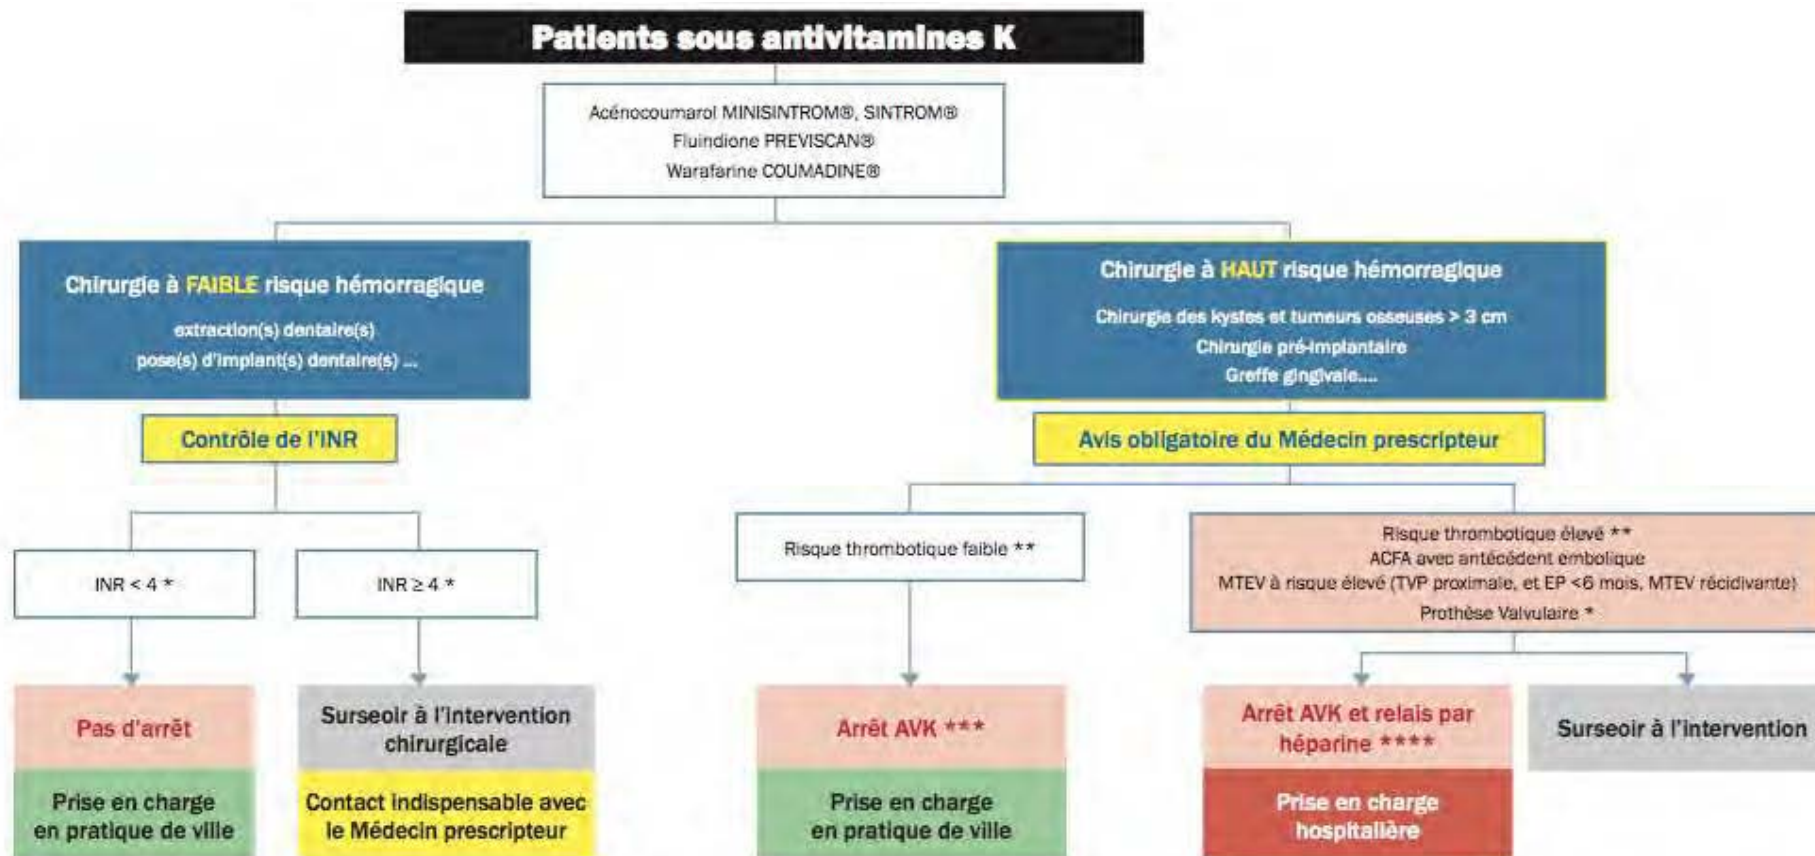 Patients sous antivitamines K
Acénocoumarol MINISINTROM®, SINTROM®
Fluindione PREVISCAN®
Warafarine COUMADINE®
Chirurgie à FAIBLE risque hémorragique
extraction(s) dentaire(s)
pose(s) d'implant(s) dentaire(s) ...
Contrôle de l'INR
INR < 4 *
INR ≥ 4 *
Pas d'arrêt
Prise en charge
en pratique de ville
Surseoir à l'intervention
chirurgicale
Contact indispensable avec
le Médecin prescripteur
Chirurgie à HAUT risque hémorragique
Chirurgie des kystes et tumeurs osseuses > 3 cm
Chirurgie pré-implantaire
Greffe gingivale....
Avis obligatoire du Médecin prescripteur
Risque thrombotique faible **
Arrêt AVK ***
Prise en charge
en pratique de ville
Risque thrombotique élevé **
ACFA avec antécédent embolique
MTEV à risque élevé (TVP proximale, et EP <6 mois, MTEV récidivante)
Prothèse Valvulaire *
Arrêt AVK et relais par
héparine ****
Prise en charge
hospitalière
Surseoir à l'intervention